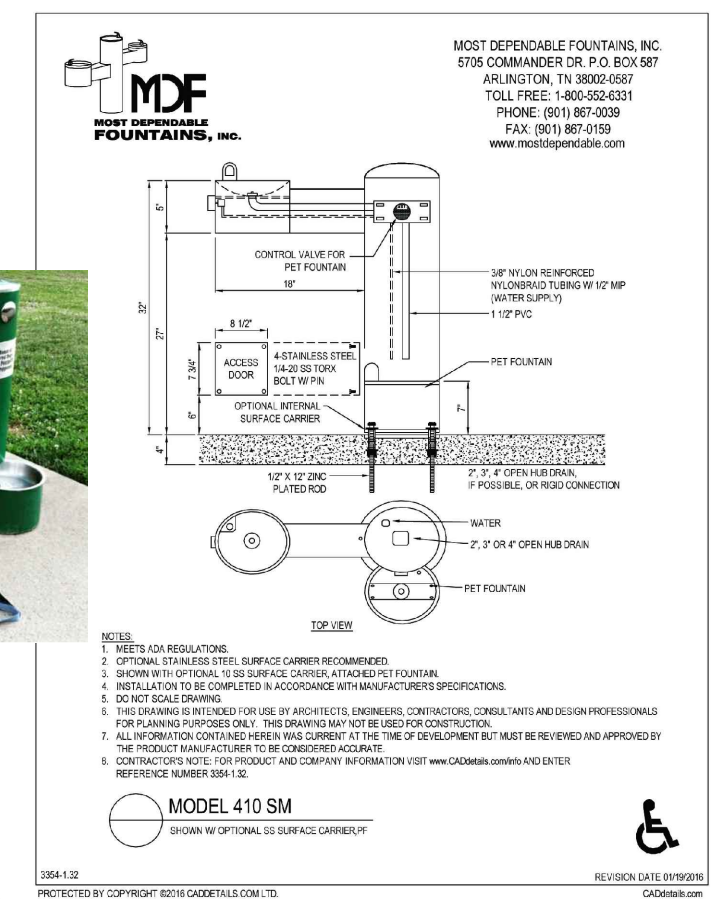 MDF
MOST DEPENDABLE
FOUNTAINS, INC.
MOST DEPENDABLE FOUNTAINS, INC.
5705 COMMANDER DR. P.O. BOX 587
ARLINGTON, TN 38002-0587
TOLL FREE: 1-800-552-6331
PHONE: (901) 867-0039
FAX: (901) 867-0159
www.mostdependable.com
5"
32"
27"
CONTROL VALVE FOR
PET FOUNTAIN
18"
3/8" NYLON REINFORCED
NYLONBRAID TUBING W/ 1/2" MIP
(WATER SUPPLY)
1 1/2" PVC
8 1/2"
7 3/4"
ACCESS
DOOR
4-STAINLESS STEEL
1/4-20 SS TORX
BOLT W/ PIN
PET FOUNTAIN
6"
7"
OPTIONAL INTERNAL
SURFACE CARRIER
4"
1/2" X 12" ZINC
PLATED ROD
2", 3", 4" OPEN HUB DRAIN,
IF POSSIBLE, OR RIGID CONNECTION
WATER
2", 3" OR 4" OPEN HUB DRAIN
PET FOUNTAIN
TOP VIEW
NOTES:
1. MEETS ADA REGULATIONS.
2. OPTIONAL STAINLESS STEEL SURFACE CARRIER RECOMMENDED.
3. SHOWN WITH OPTIONAL 10 SS SURFACE CARRIER, ATTACHED PET FOUNTAIN.
4. INSTALLATION TO BE COMPLETED IN ACCORDANCE WITH MANUFACTURER'S SPECIFICATIONS.
5. DO NOT SCALE DRAWING.
6. THIS DRAWING IS INTENDED FOR USE BY ARCHITECTS, ENGINEERS, CONTRACTORS, CONSULTANTS AND DESIGN PROFESSIONALS
FOR PLANNING PURPOSES ONLY. THIS DRAWING MAY NOT BE USED FOR CONSTRUCTION.
7. ALL INFORMATION CONTAINED HEREIN WAS CURRENT AT THE TIME OF DEVELOPMENT BUT MUST BE REVIEWED AND APPROVED BY
THE PRODUCT MANUFACTURER TO BE CONSIDERED ACCURATE.
8. CONTRACTOR'S NOTE: FOR PRODUCT AND COMPANY INFORMATION VISIT www.CADdetails.com/info AND ENTER
REFERENCE NUMBER 3354-1.32.
MODEL 410 SM
SHOWN W/ OPTIONAL SS SURFACE CARRIER,PF
3354-1.32
REVISION DATE 01/19/2016
PROTECTED BY COPYRIGHT ©2016 CADDETAILS.COM LTD.
CADdetails.com